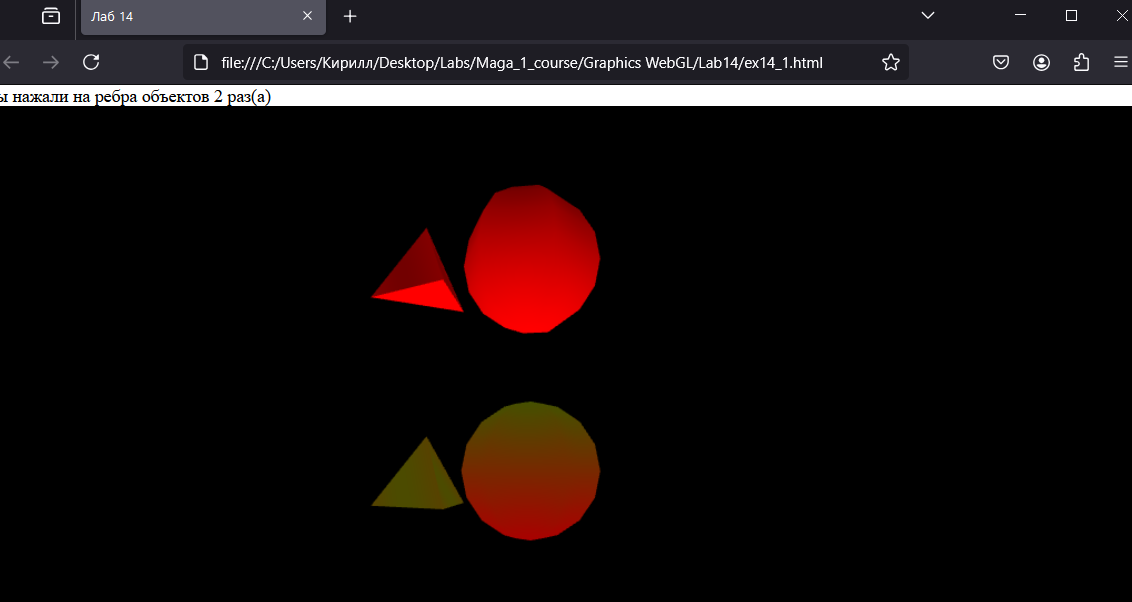 Лаб 14
file:///C:/Users/Кирилл/Desktop/Labs/Maga_1_course/Graphics WebGL/Lab14/ex14_1.html
ы нажали на ребра объектов 2 раз(а)